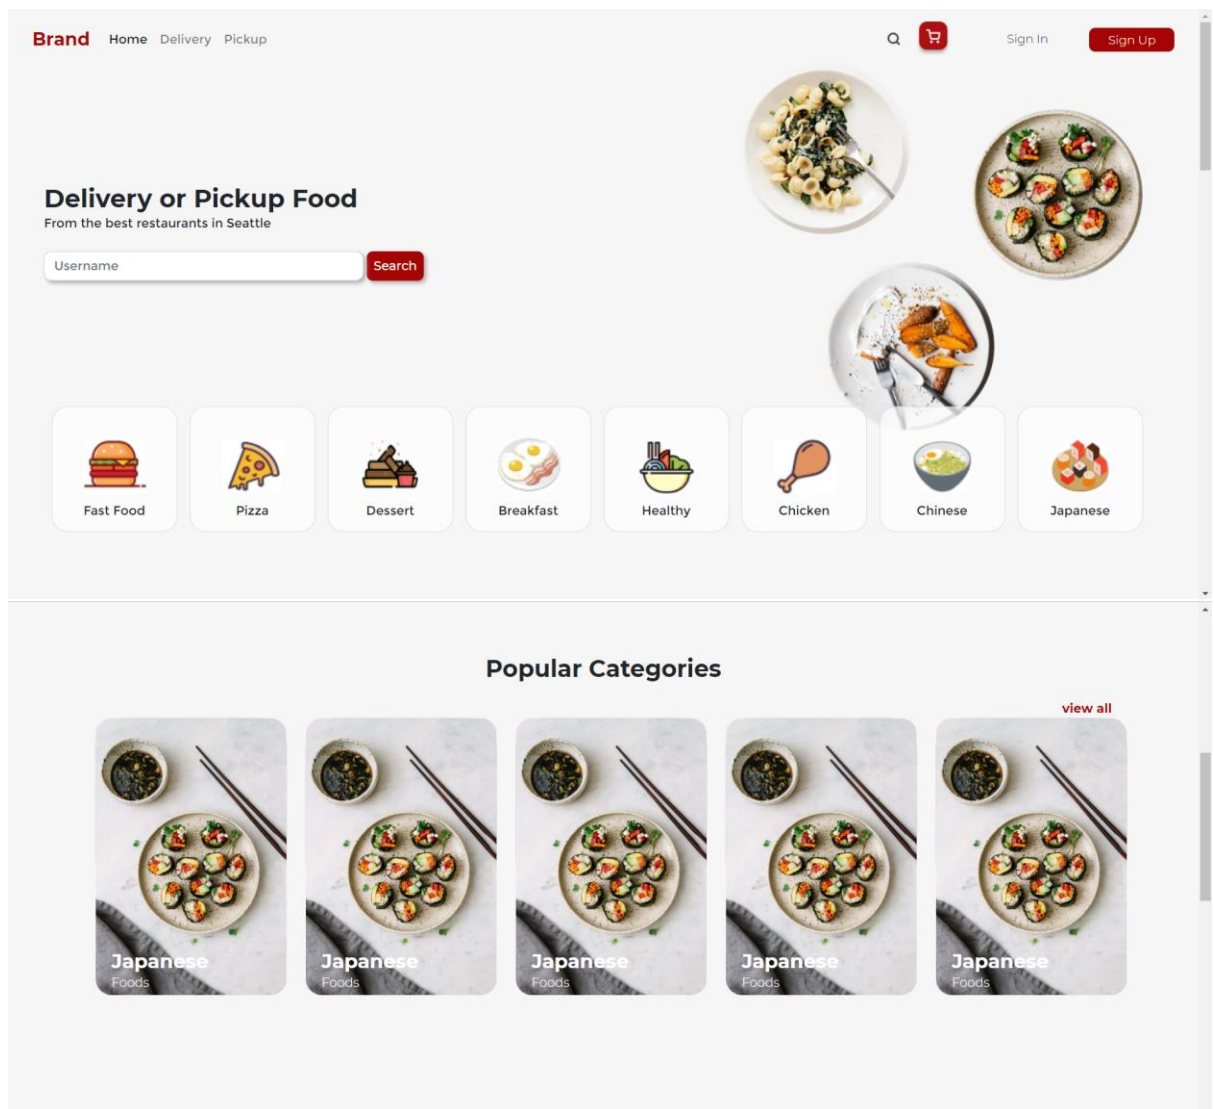 Brand Home Delivery Pickup Sign In Sign Up
Delivery or Pickup Food
From the best restaurants in Seattle
Username Search
Fast Food Pizza Dessert Breakfast Healthy Chicken Chinese Japanese
Popular Categories
view all
Japanese Japanese Japanese Japanese Japanese
Foods Foods Foods Foods Foods